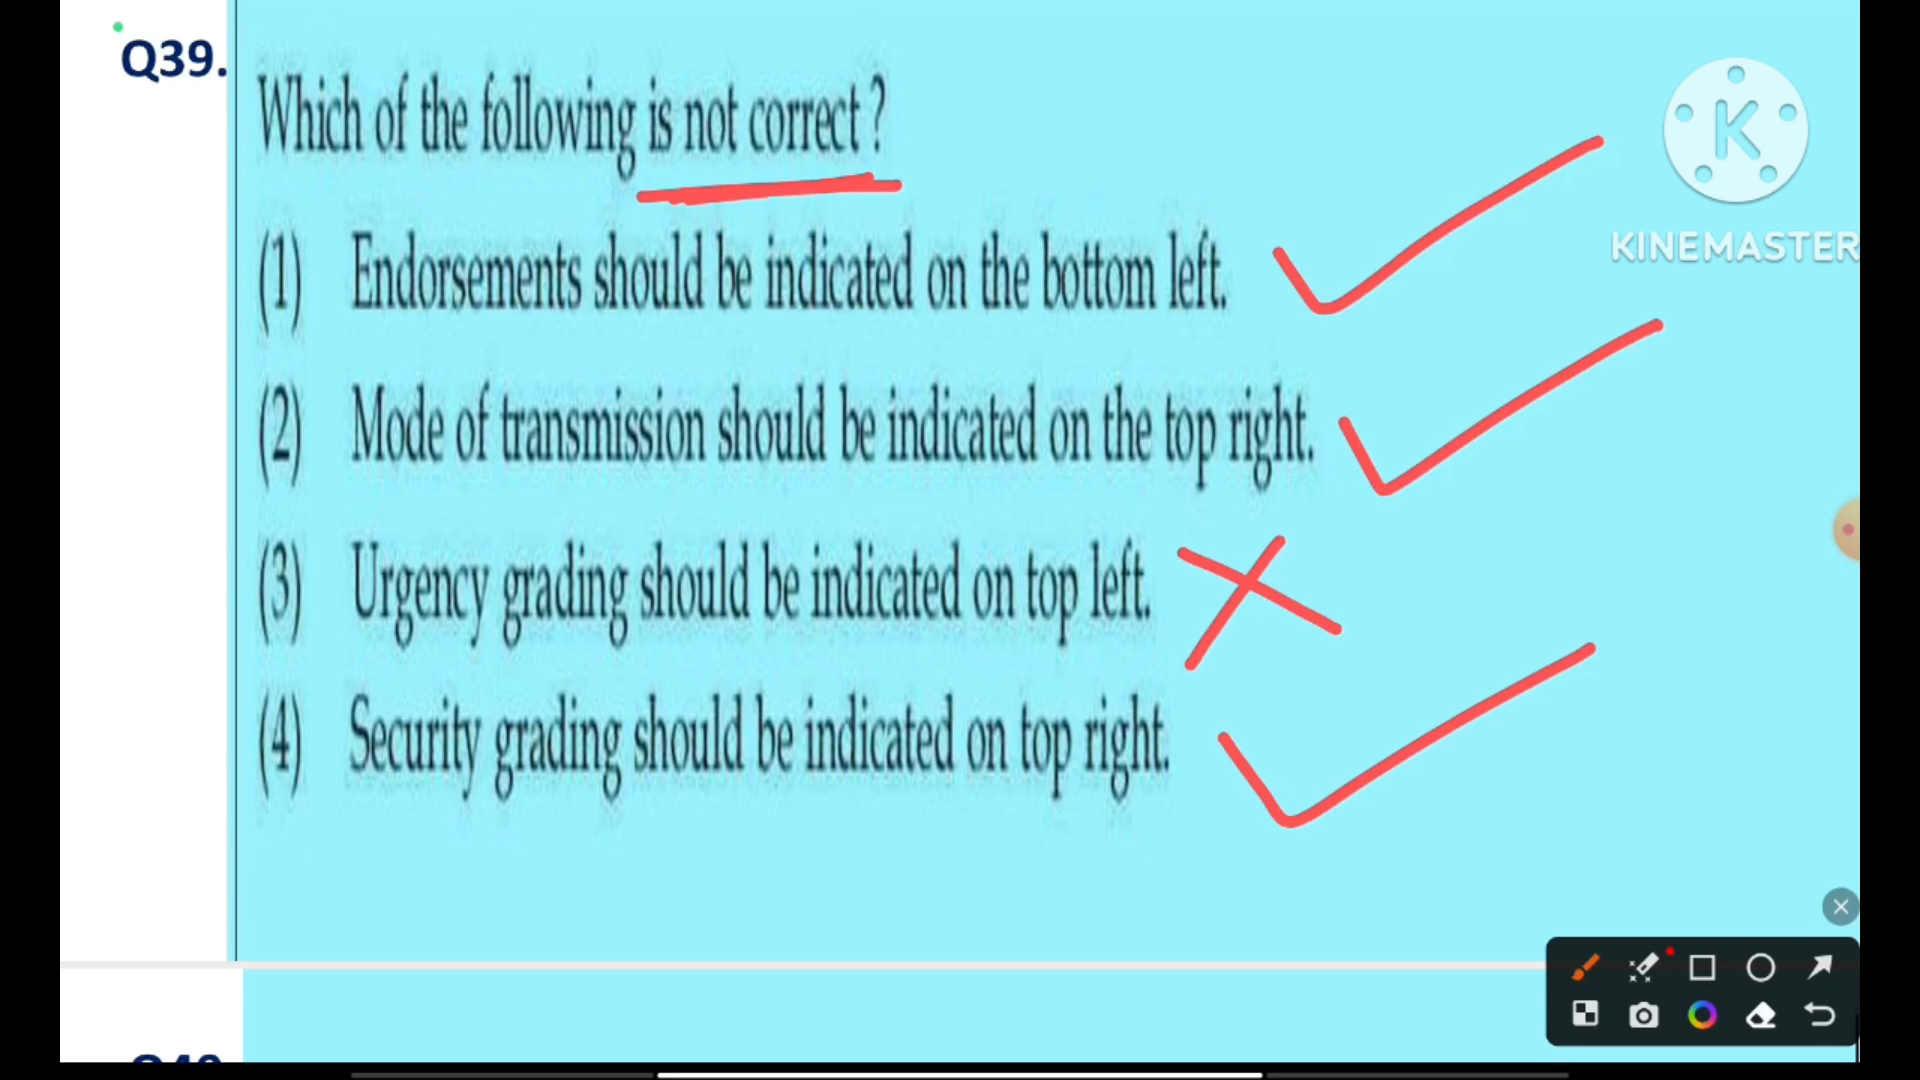 Q39.
Which of the following is not correct ?
(1) Endorsements should be indicated on the bottom left.
(2) Mode of transmission should be indicated on the top right.
(3) Urgency grading should be indicated on top left.
(4) Security grading should be indicated on top right.
K
KINEMASTER
Q40